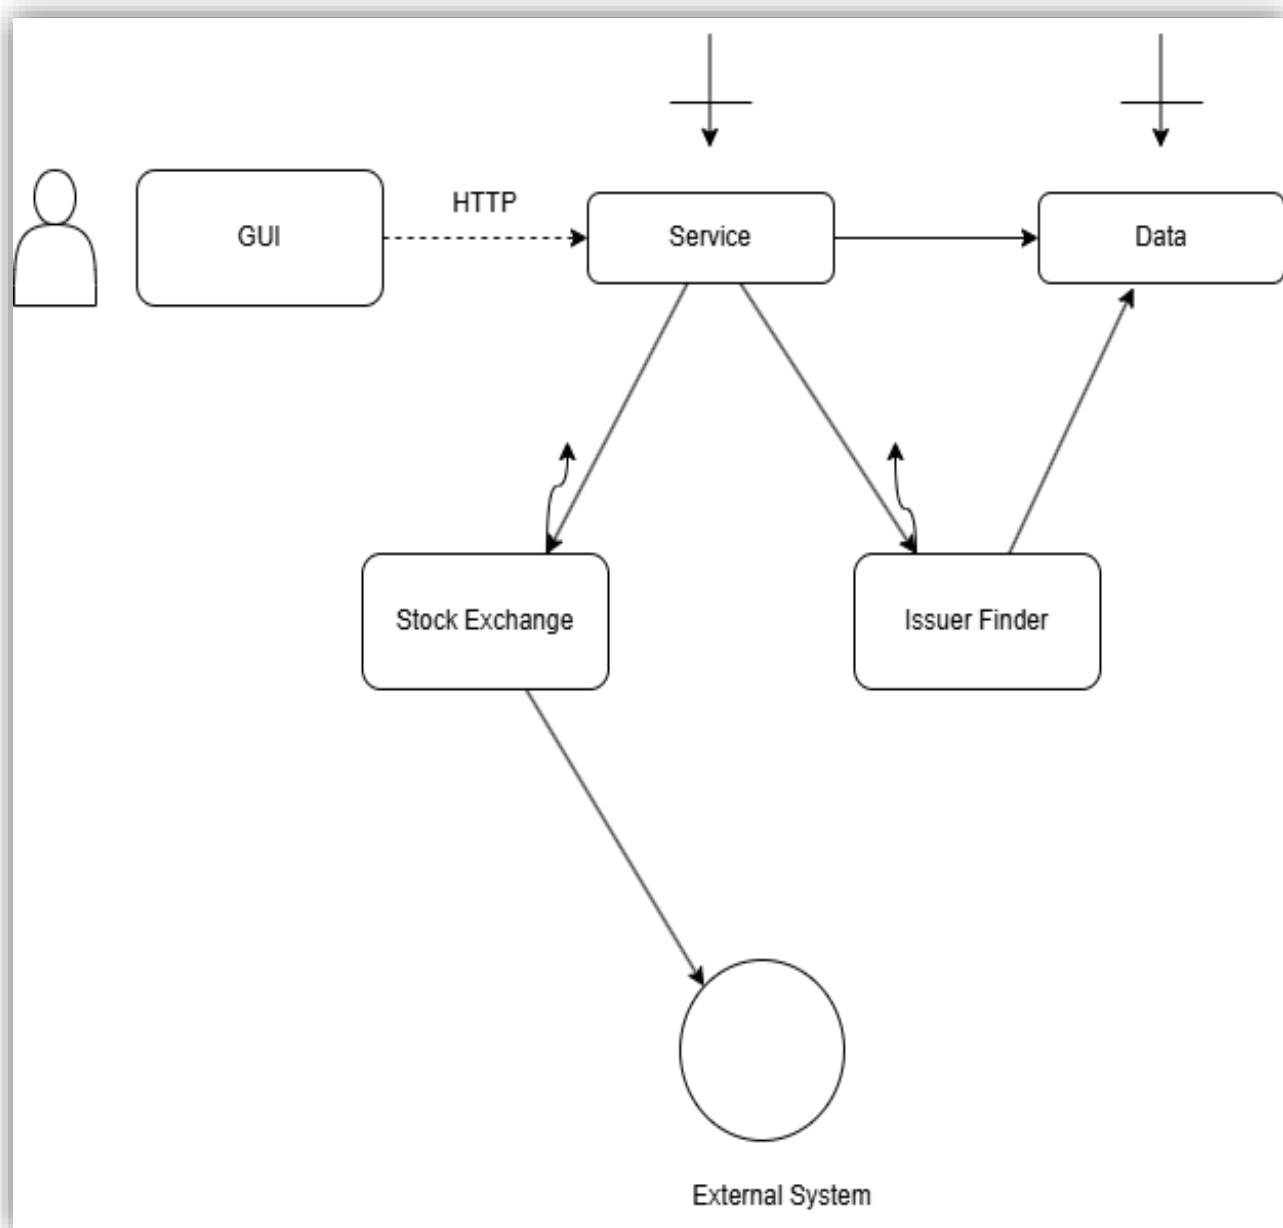 HTTP
GUI
Service
Data
Stock Exchange
Issuer Finder
External System